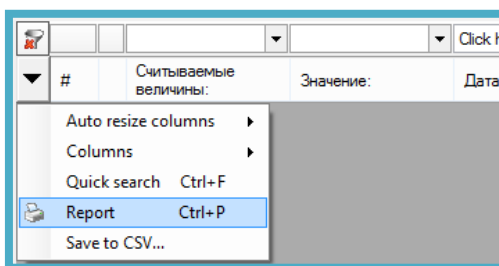 Click h
#
Считываемые
величины:
Значение:
Дата
Auto resize columns
Columns
Quick search Ctrl+F
Report Ctrl+P
Save to CSV...